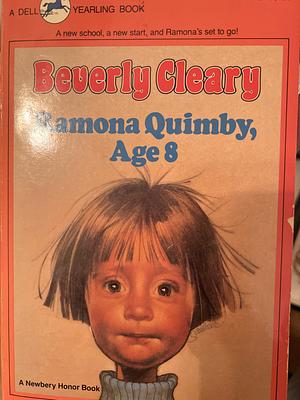 A DELL YEARLING BOOK
A new school, a new start, and Ramona's set to go!
Beverly Cleary
Ramona Quimby,
Age 8
A Newbery Honor Book